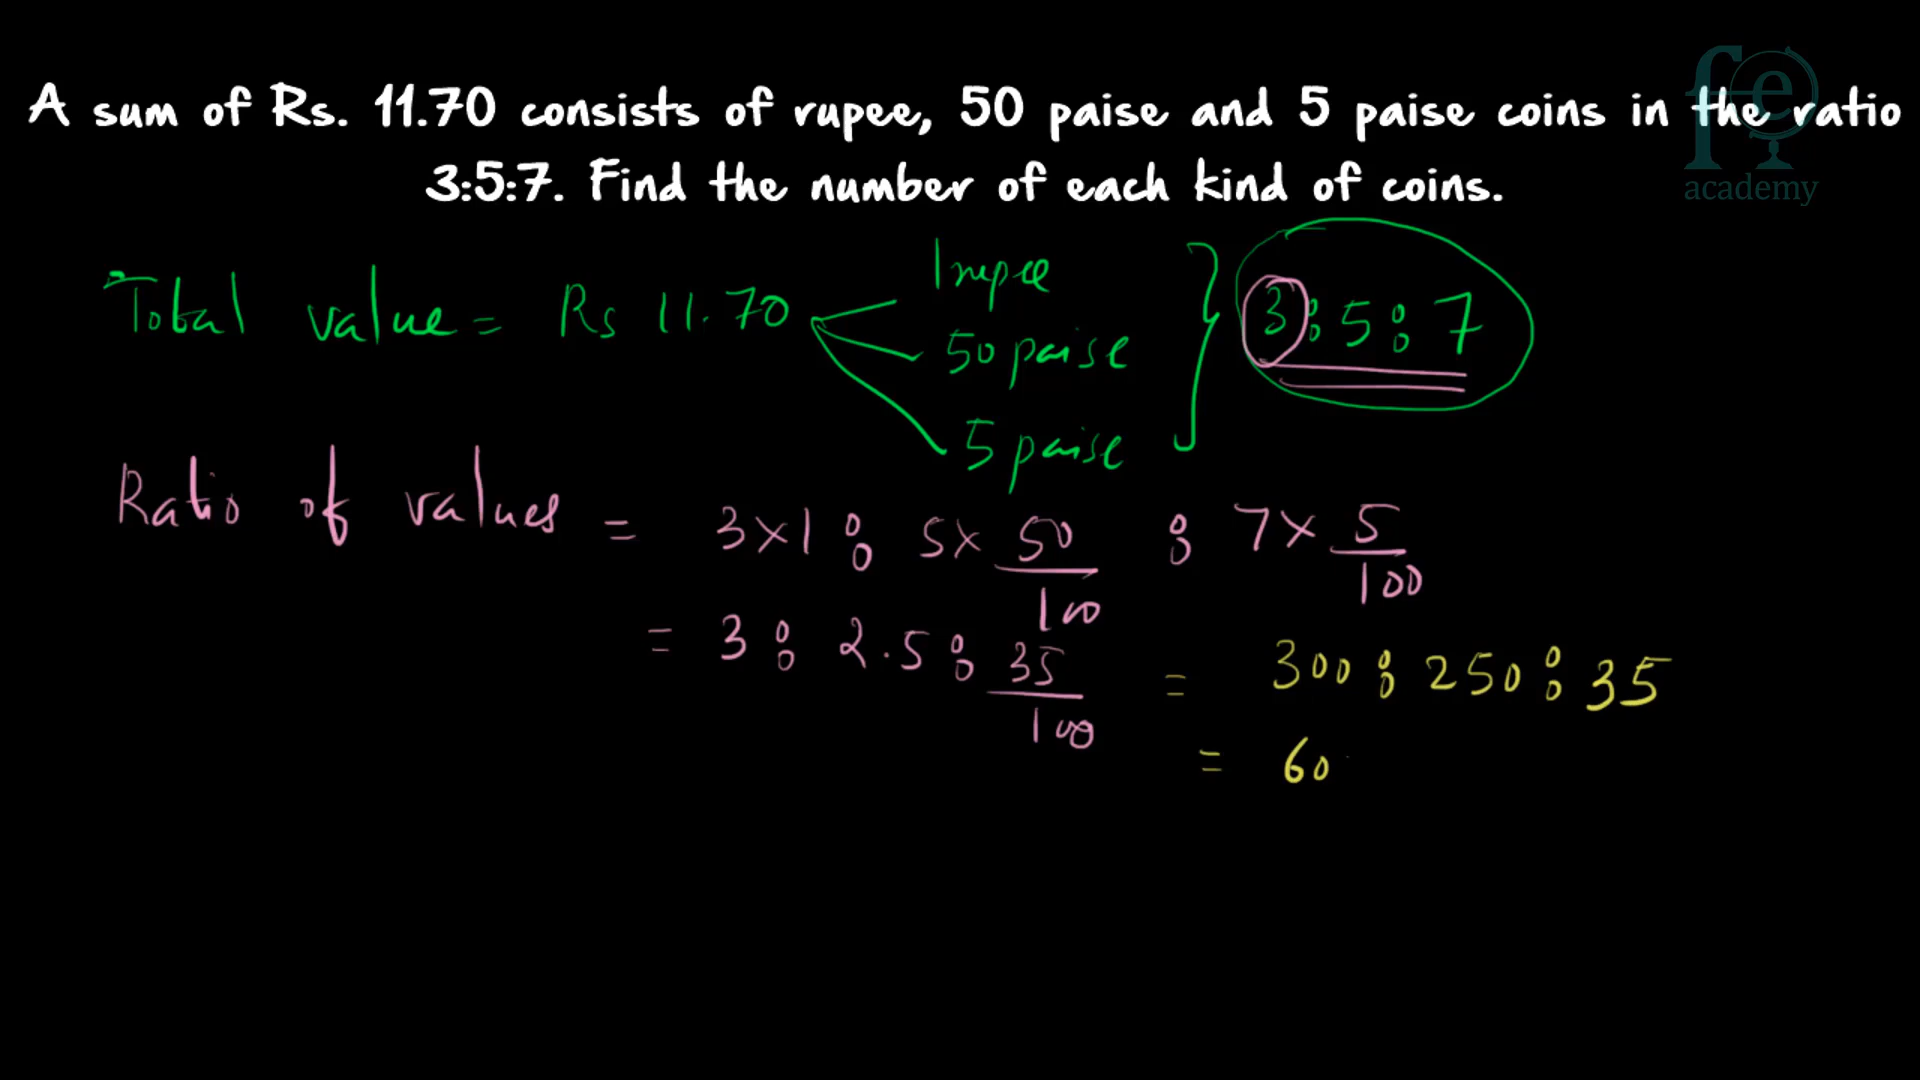 A sum of Rs. 11.70 consists of rupee, 50 paise and 5 paise coins in the ratio
3:5:7. Find the number of each kind of coins.
fe
academy
Total value = Rs 11.70
1 rupee
50 paise
5 paise
3:5:7
Ratio of values = 3×1 : 5× 50/100 : 7× 5/100
= 3 : 2.5 : 35/100
= 300 : 250 : 35
= 60